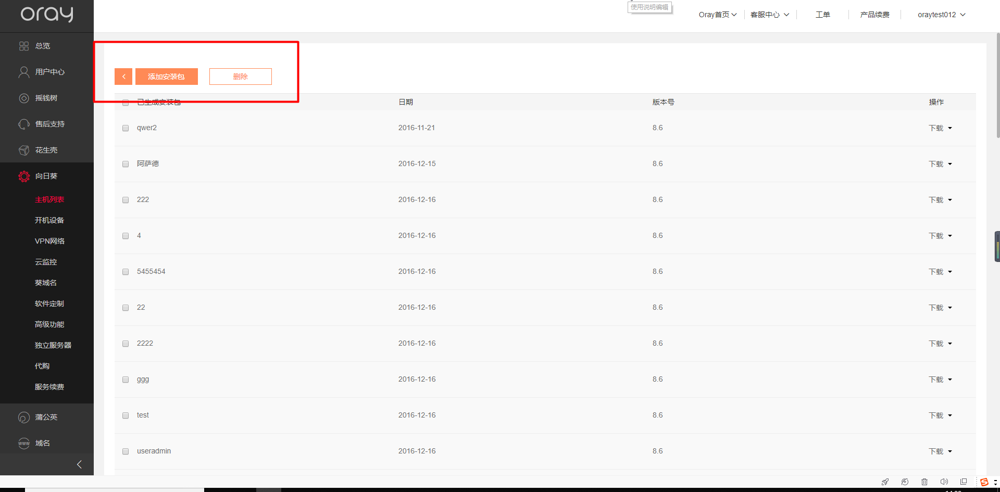 oray
使用说明编辑
Oray首页
客服中心
工单
产品续费
oraytest012
总览
用户中心
摇钱树
售后支持
花生壳
向日葵
主机列表
开机设备
VPN网络
云监控
葵域名
软件定制
高级功能
独立服务器
代购
服务续费
蒲公英
www 域名
添加安装包
删除
已生成安装包 日期 版本号 操作
qwer2 2016-11-21 8.6 下载
阿萨德 2016-12-15 8.6 下载
222 2016-12-16 8.6 下载
4 2016-12-16 8.6 下载
5455454 2016-12-16 8.6 下载
22 2016-12-16 8.6 下载
2222 2016-12-16 8.6 下载
ggg 2016-12-16 8.6 下载
test 2016-12-16 8.6 下载
useradmin 2016-12-16 8.6 下载